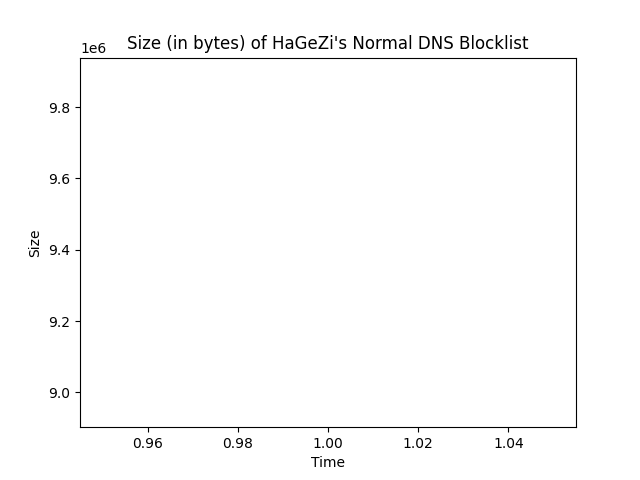 Size (in bytes) of HaGeZi's Normal DNS Blocklist
1e6
9.8
9.6
9.4
9.2
9.0
Size
0.96 0.98 1.00 1.02 1.04
Time